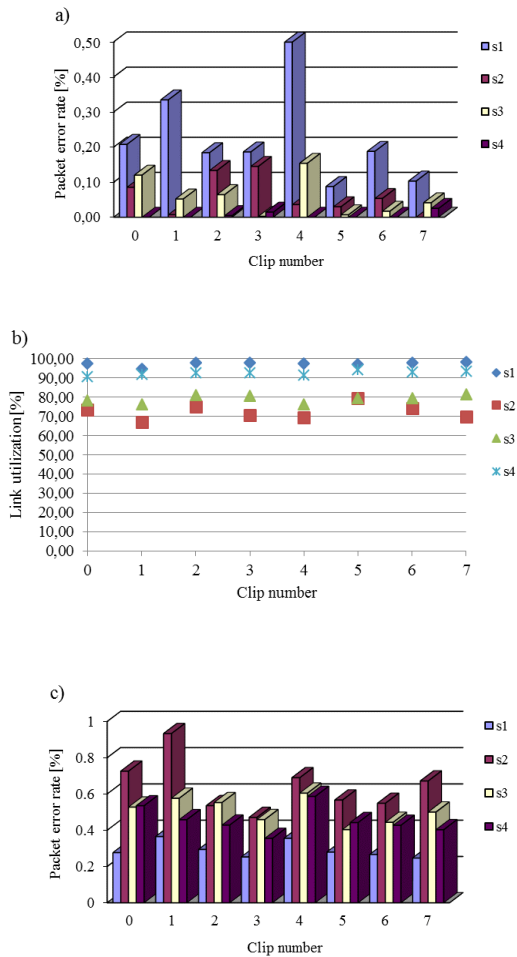 a)
0,50
0,40
0,30
0,20
0,10
0,00
Packet error rate [%]
0 1 2 3 4 5 6 7
Clip number
s1
s2
s3
s4
b)
100,00
90,00
80,00
70,00
60,00
50,00
40,00
30,00
20,00
10,00
0,00
Link utilization [%]
0 1 2 3 4 5 6 7
Clip number
s1
s2
s3
s4
c)
1
0.8
0.6
0.4
0.2
0
Packet error rate [%]
0 1 2 3 4 5 6 7
Clip number
s1
s2
s3
s4